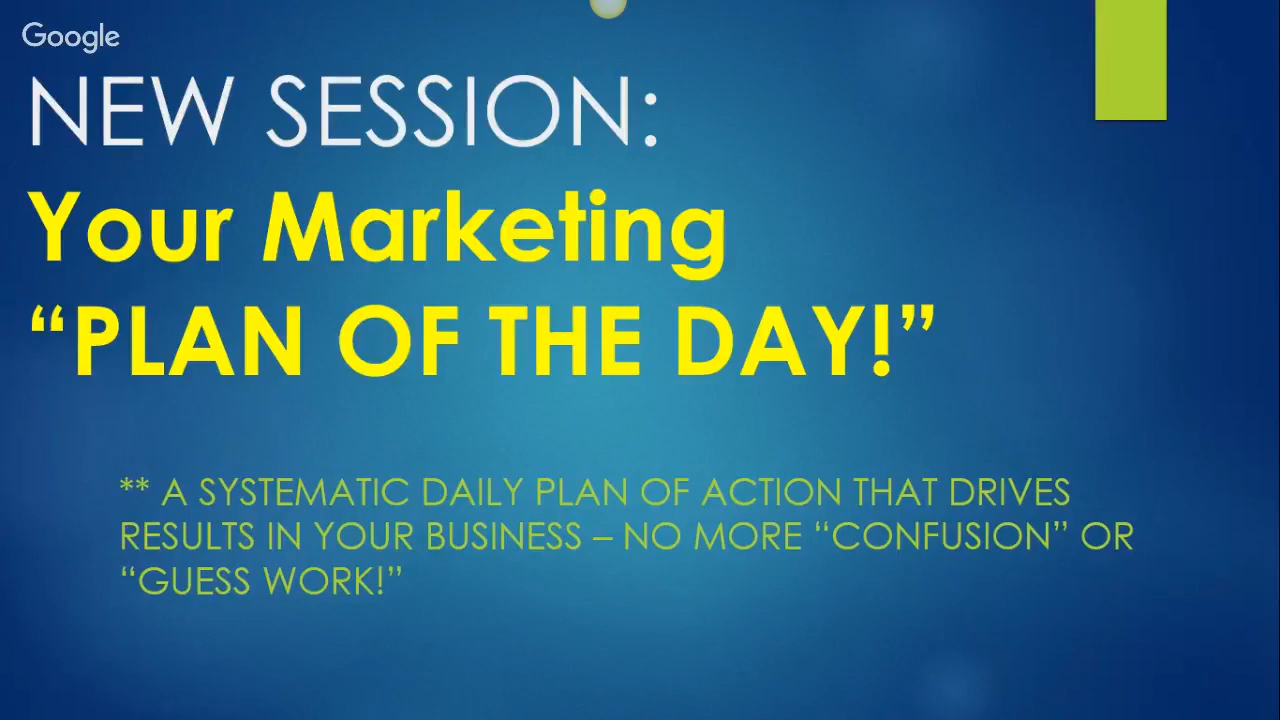 Google
NEW SESSION:
Your Marketing
“PLAN OF THE DAY!”
** A SYSTEMATIC DAILY PLAN OF ACTION THAT DRIVES
RESULTS IN YOUR BUSINESS – NO MORE “CONFUSION” OR
“GUESS WORK!”